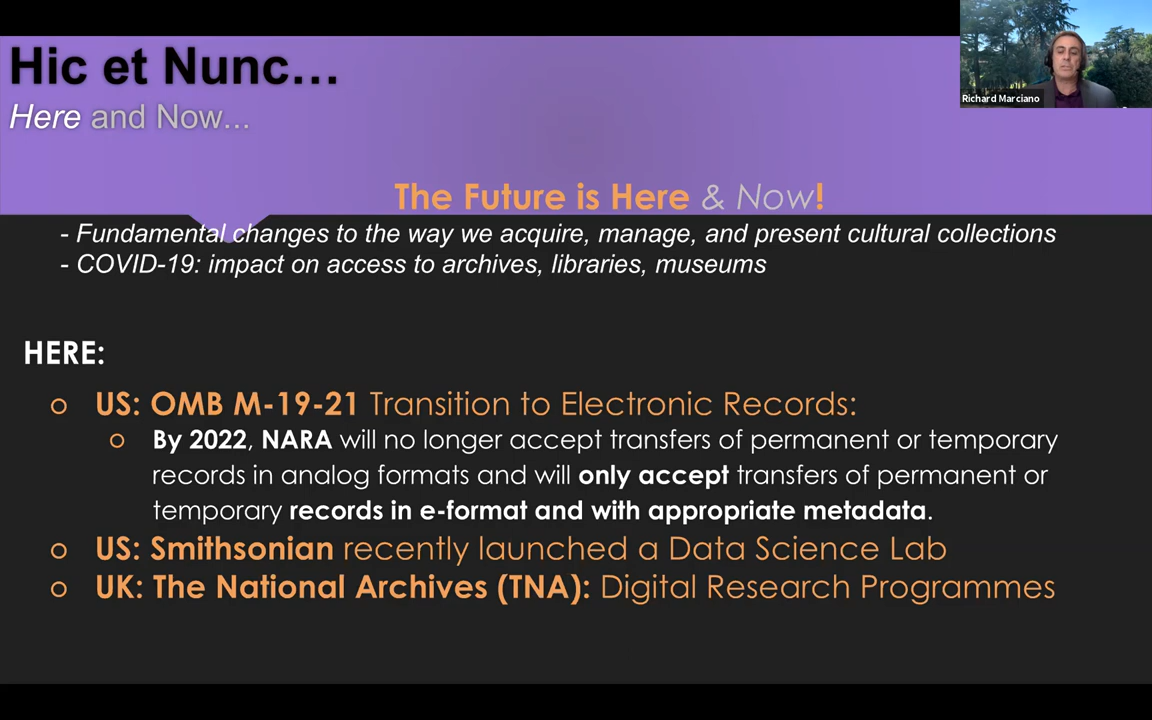 Hic et Nunc...
Here and Now...
Richard Marciano
The Future is Here & Now!
- Fundamental changes to the way we acquire, manage, and present cultural collections
- COVID-19: impact on access to archives, libraries, museums
HERE:
US: OMB M-19-21 Transition to Electronic Records:
By 2022, NARA will no longer accept transfers of permanent or temporary
records in analog formats and will only accept transfers of permanent or
temporary records in e-format and with appropriate metadata.
US: Smithsonian recently launched a Data Science Lab
UK: The National Archives (TNA): Digital Research Programmes